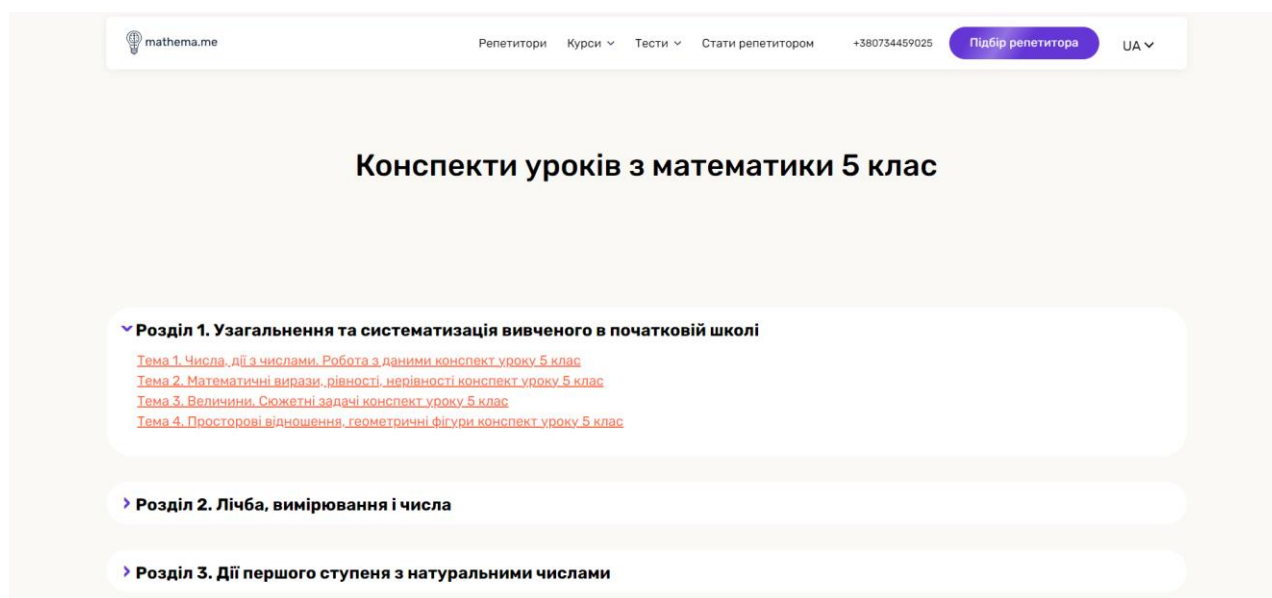 mathema.me
Репетитори Курси Тести Стати репетитором +380734459025 Підбір репетитора UA
Конспекти уроків з математики 5 клас
Розділ 1. Узагальнення та систематизація вивченого в початковій школі
Тема 1. Числа, дії з числами. Робота з даними конспект уроку 5 клас
Тема 2. Математичні вирази, рівності, нерівності конспект уроку 5 клас
Тема 3. Величини. Сюжетні задачі конспект уроку 5 клас
Тема 4. Просторові відношення, геометричні фігури конспект уроку 5 клас
Розділ 2. Лічба, вимірювання і числа
Розділ 3. Дії першого ступеня з натуральними числами